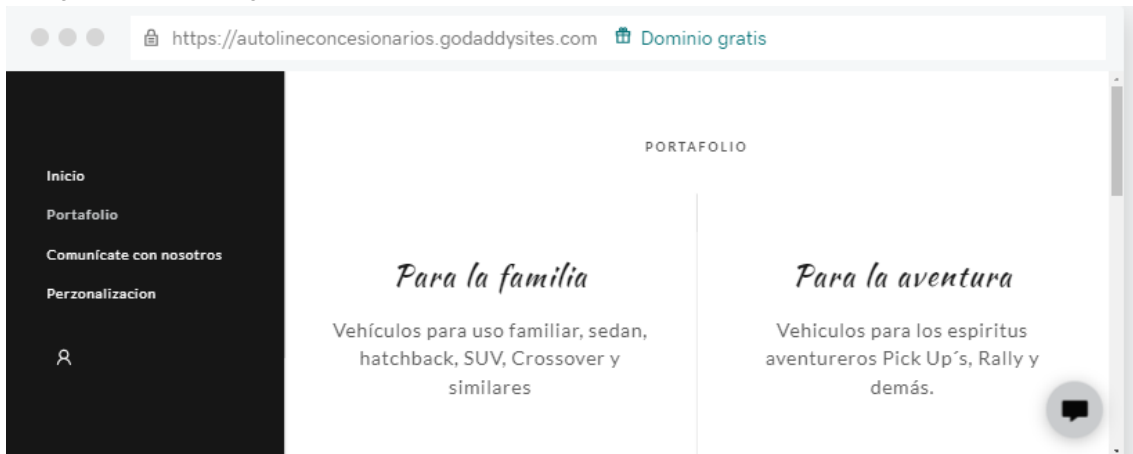 https://autolineconcesionarios.godaddysites.com Dominio gratis
Inicio
Portafolio
Comunícate con nosotros
Perzonalizacion
PORTAFOLIO
Para la familia
Vehículos para uso familiar, sedan,
hatchback, SUV, Crossover y
similares
Para la aventura
Vehiculos para los espiritus
aventureros Pick Up´s, Rally y
demás.